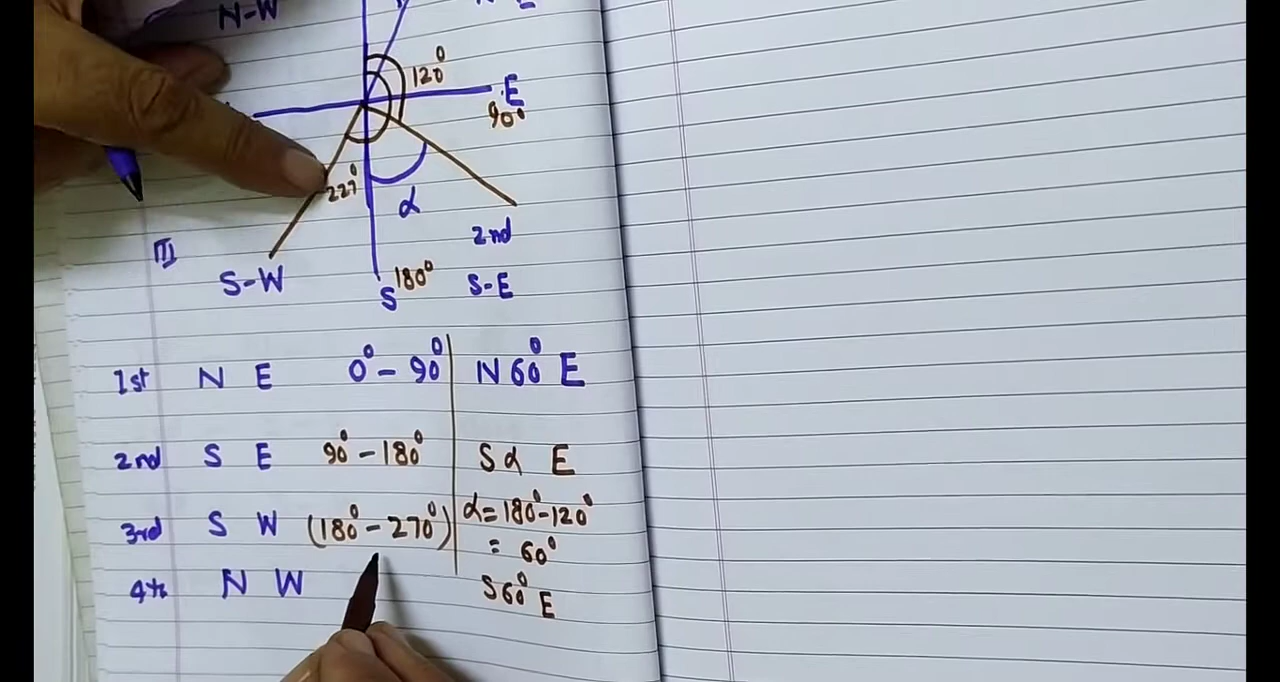 N-W
120°
E
90°
227°
α
2nd
III
S-W
S 180°
S-E
1st N E 0° - 90° N 60° E
2nd S E 90° - 180° S α E
3rd S W (180° - 270°) α = 180° - 120°
= 60°
4th N W S 60° E